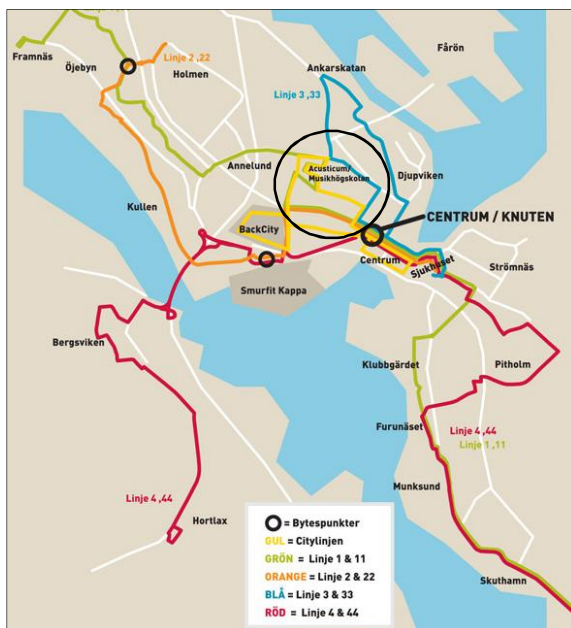 Framnäs
Öjebyn
Linje 2 ,22
Holmen
Ankarskatan
Fårön
Linje 3 ,33
Annelund
Acusticum/
Musikhögskolan
Djupviken
Kullen
BackCity
CENTRUM / KNUTEN
Centrum
Sjukhuset
Strömnäs
Smurfit Kappa
Bergsviken
Klubbgärdet
Pitholm
Furunäset
Linje 4 ,44
Linje 1 ,11
Munksund
Linje 4 ,44
Hortlax
Skuthamn
= Bytespunkter
GUL = Citylinjen
GRÖN = Linje 1 & 11
ORANGE = Linje 2 & 22
BLÅ = Linje 3 & 33
RÖD = Linje 4 & 44